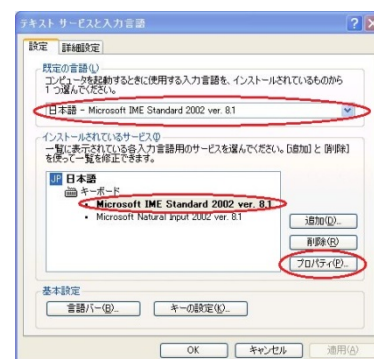 テキスト サービスと入力言語
設定 詳細設定
既定の言語(L)
コンピュータを起動するときに使用する入力言語を、インストールされているものから
1 つ選んでください。
日本語 - Microsoft IME Standard 2002 ver. 8.1
インストールされているサービス(I)
一覧に表示されている各入力言語用のサービスを選んでください。[追加] と [削除]
を使って一覧を修正できます。
JP 日本語
キーボード
• Microsoft IME Standard 2002 ver. 8.1
• Microsoft Natural Input 2002 ver. 8.1
追加(D)...
削除(R)
プロパティ(P)...
基本設定
言語バー(B)... キーの設定(K)...
OK キャンセル 適用(A)